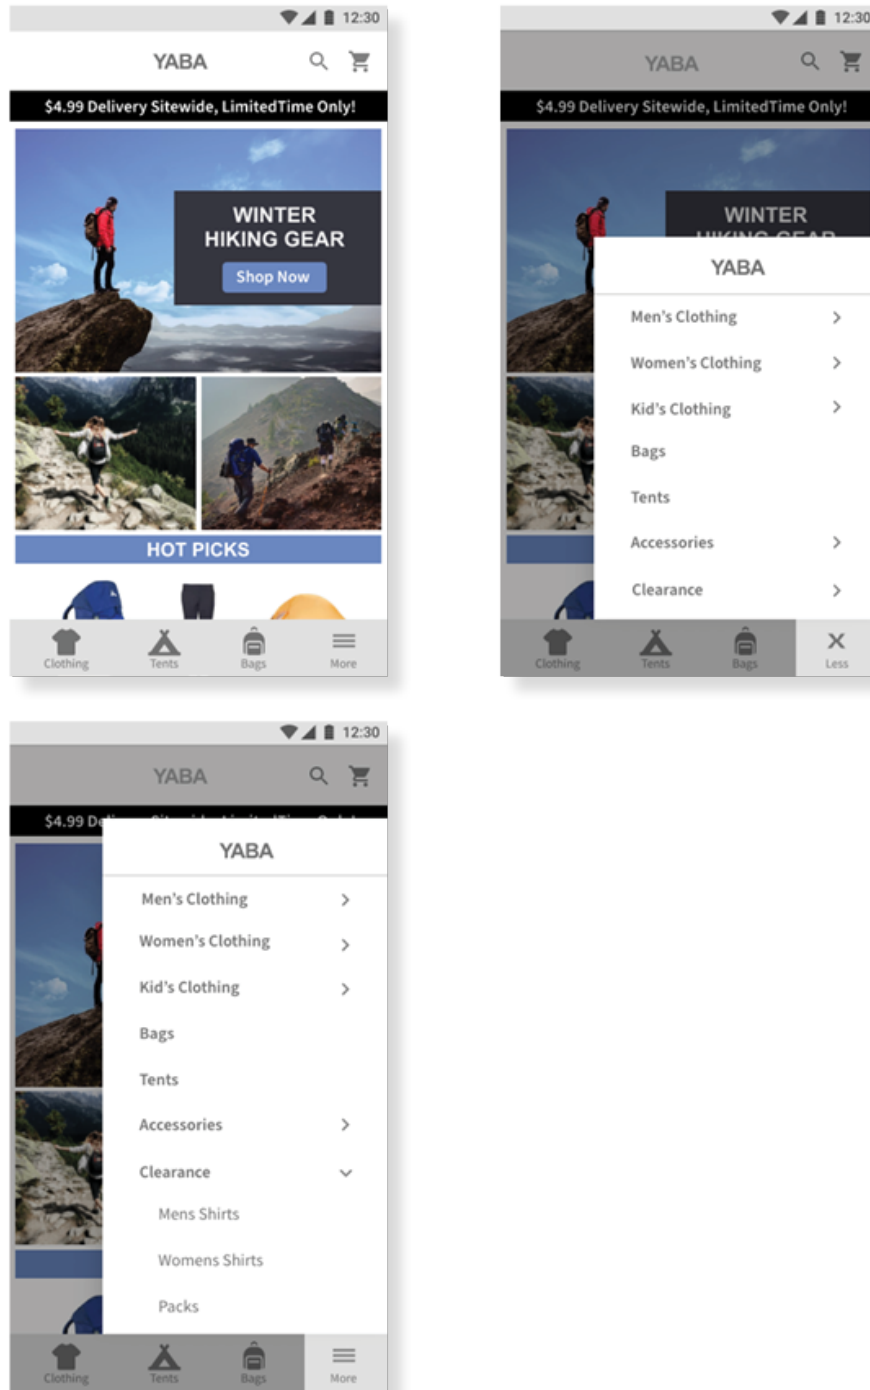 12:30
YABA
$4.99 Delivery Sitewide, LimitedTime Only!
WINTER
HIKING GEAR
Shop Now
HOT PICKS
Clothing
Tents
Bags
More
12:30
YABA
$4.99 Delivery Sitewide, LimitedTime Only!
WINTER
HIKING GEAR
YABA
Men's Clothing
Women's Clothing
Kid's Clothing
Bags
Tents
Accessories
Clearance
Clothing
Tents
Bags
Less
12:30
YABA
$4.99
YABA
Men's Clothing
Women's Clothing
Kid's Clothing
Bags
Tents
Accessories
Clearance
Mens Shirts
Womens Shirts
Packs
Clothing
Tents
Bags
More